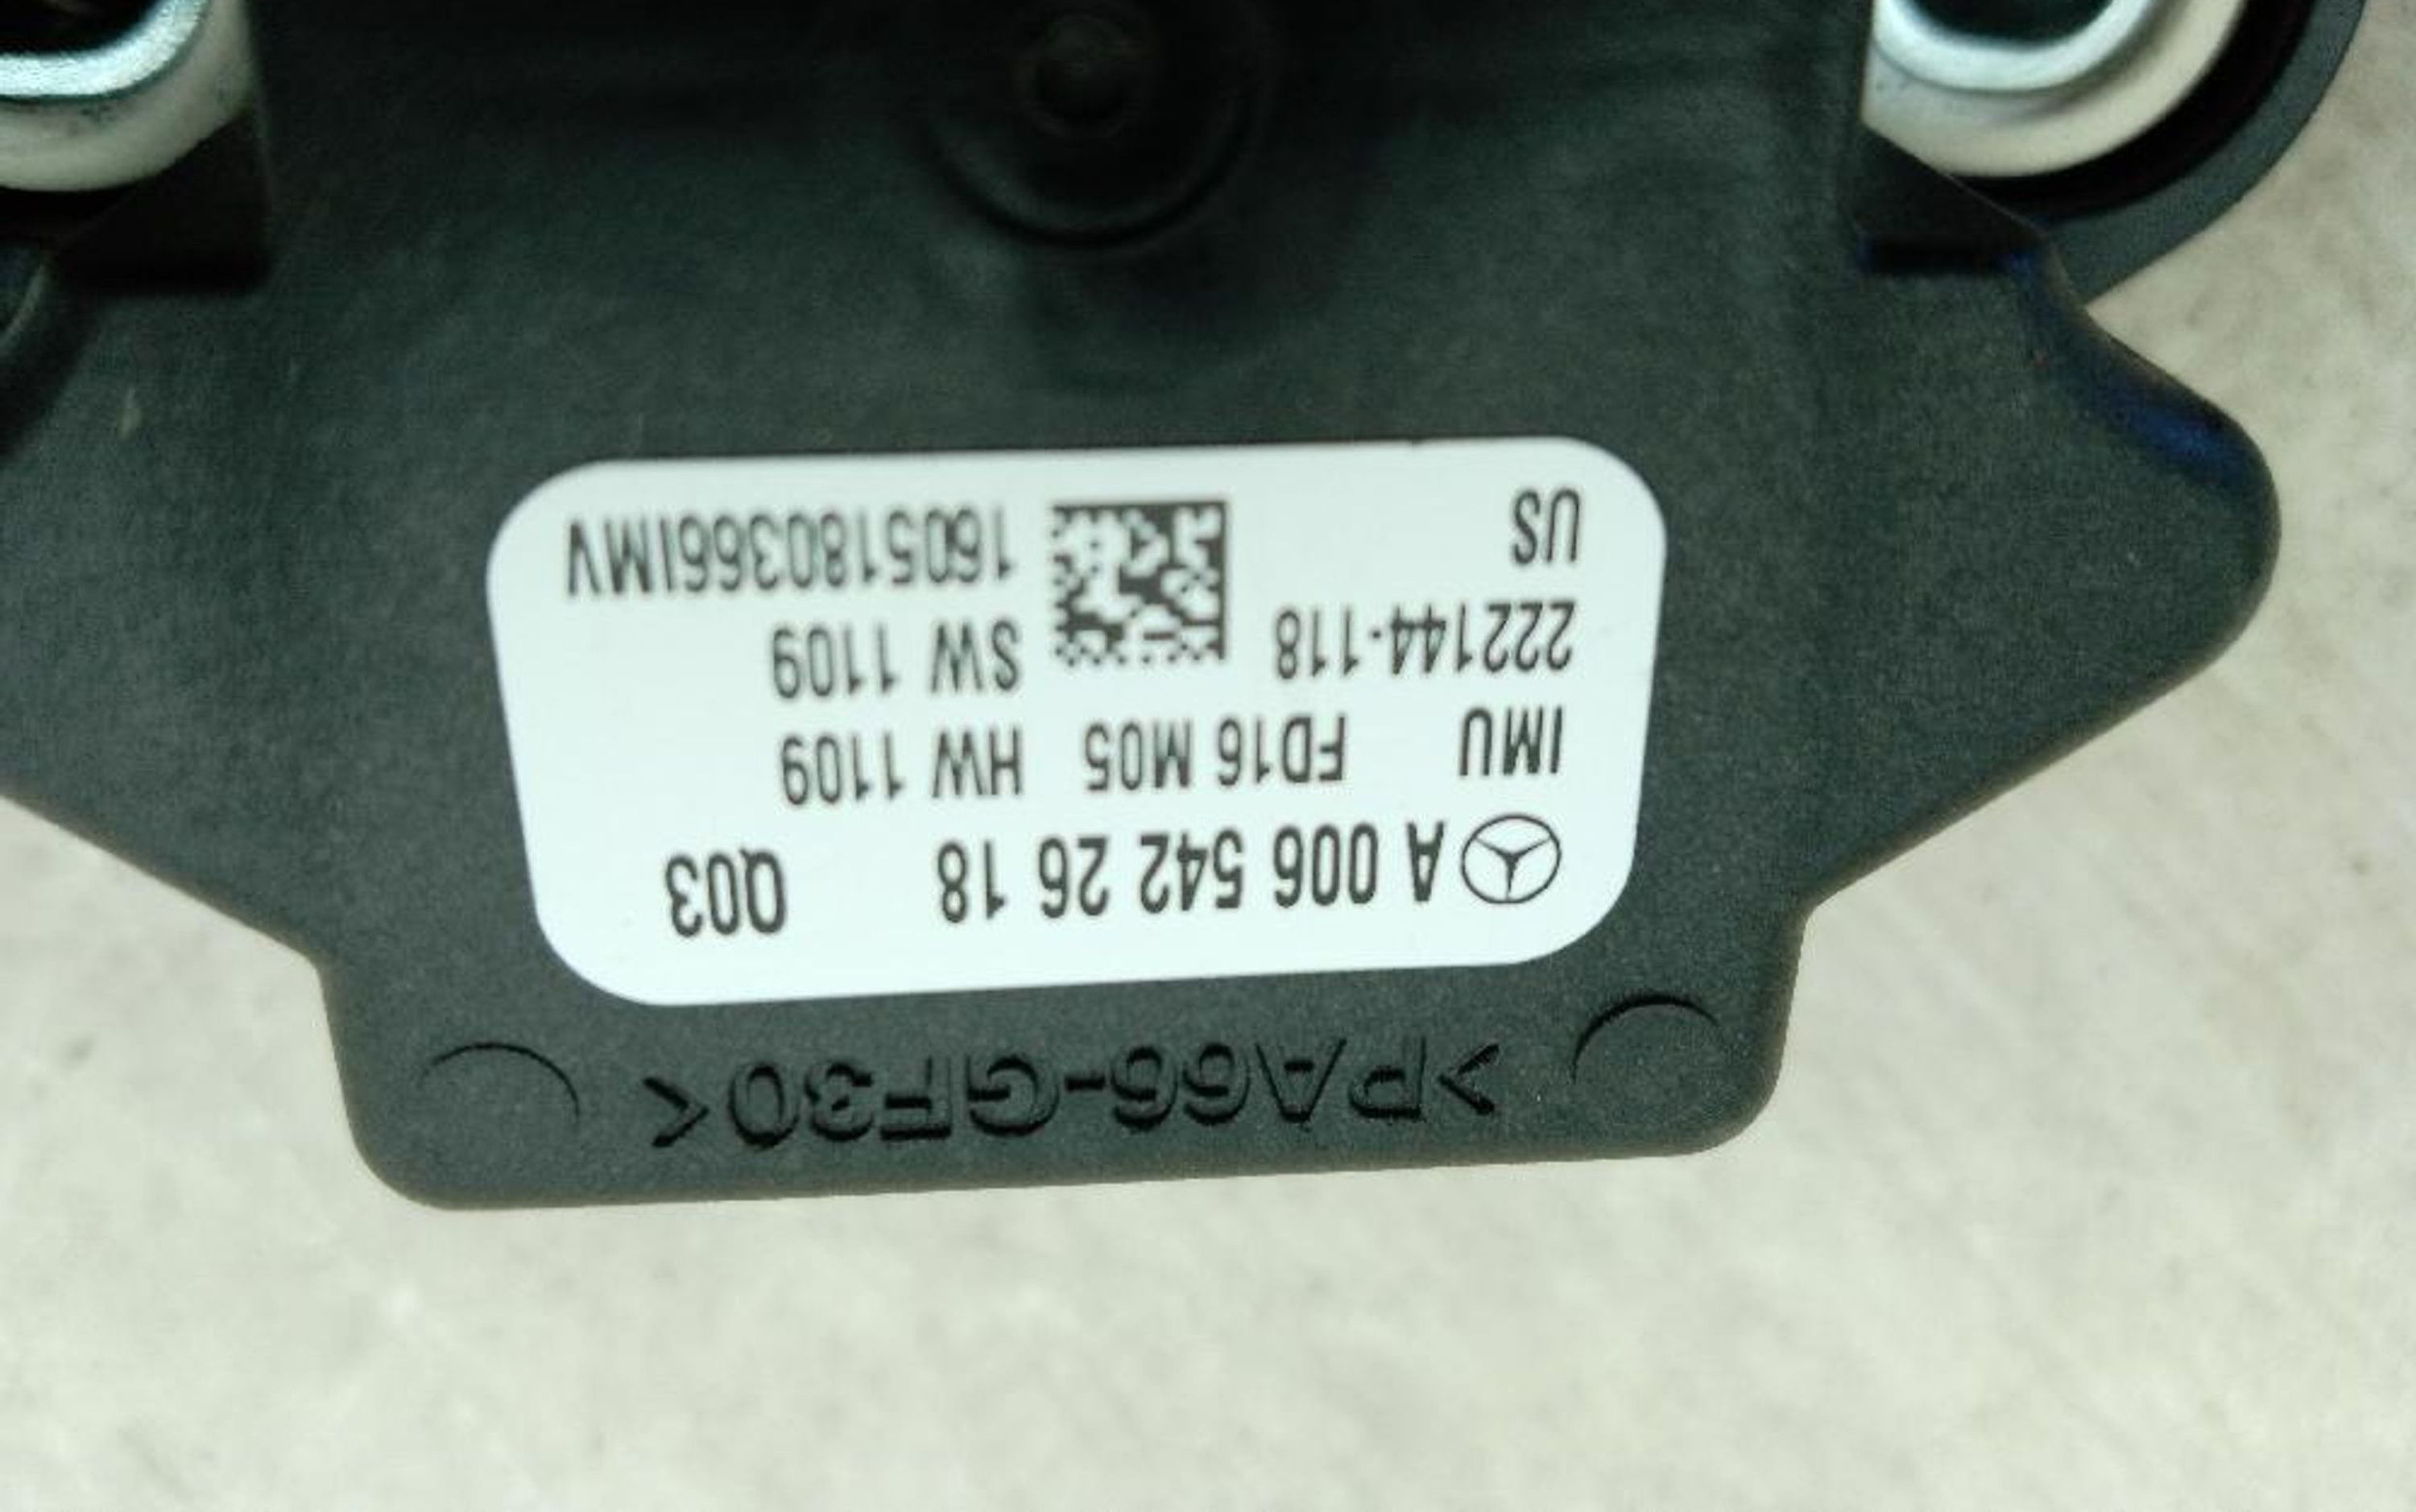 A 006 542 26 18 Q03
IMU FD16 M05 HW 1109
222144-118 SW 1109
US 1605180366IMV
>PA66-GF30<